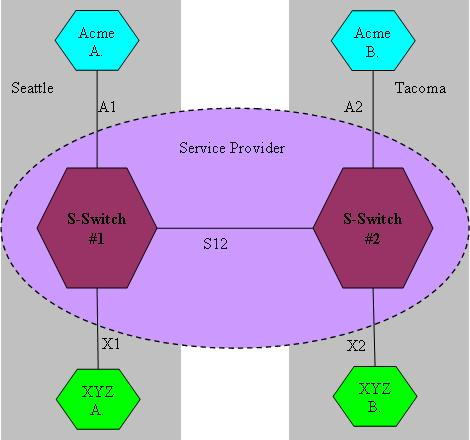 Acme
A.
Acme
B.
Seattle
Tacoma
A1
A2
Service Provider
S-Switch
#1
S-Switch
#2
S12
X1
X2
XYZ
A.
XYZ
B.